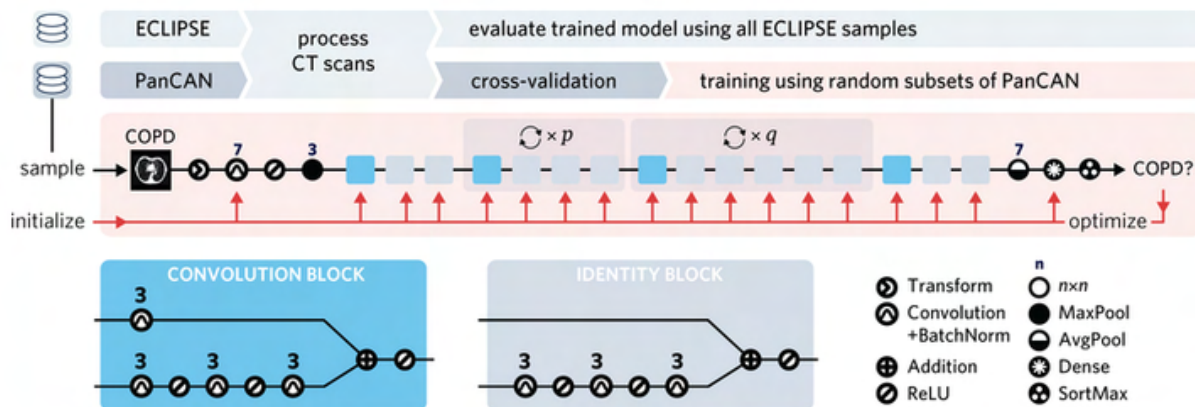 ECLIPSE
process
CT scans
evaluate trained model using all ECLIPSE samples
PanCAN
cross-validation
training using random subsets of PanCAN
COPD
7
3
× p
× q
7
sample
COPD?
initialize
optimize
CONVOLUTION BLOCK
3
3 3 3
IDENTITY BLOCK
3 3 3
n
Transform
n×n
Convolution
+BatchNorm
MaxPool
AvgPool
Addition
Dense
ReLU
SortMax